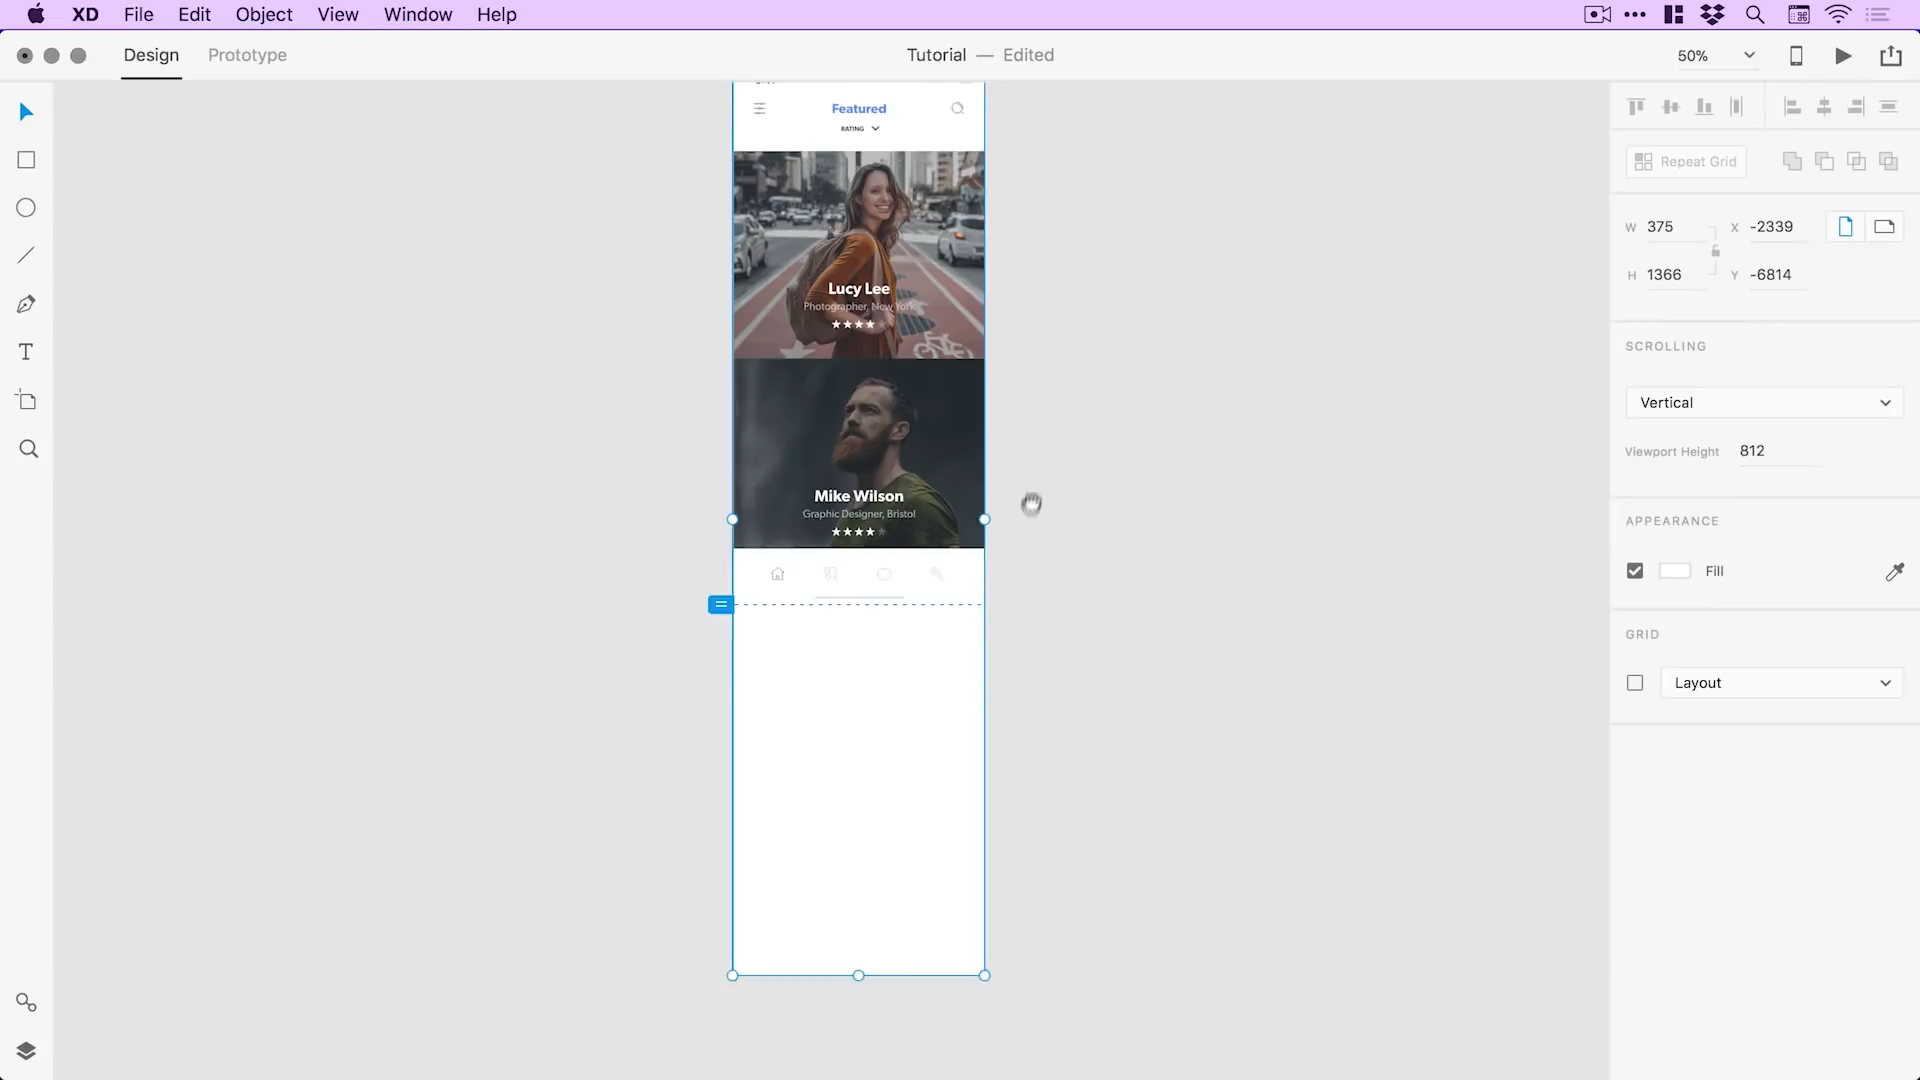 XD File Edit Object View Window Help
Design Prototype
Tutorial — Edited
50%
Featured
RATING
Repeat Grid
W 375 X -2339
H 1366 Y -6814
Lucy Lee
Photographer, New York
SCROLLING
Vertical
Viewport Height 812
Mike Wilson
Graphic Designer, Bristol
APPEARANCE
Fill
GRID
Layout
T